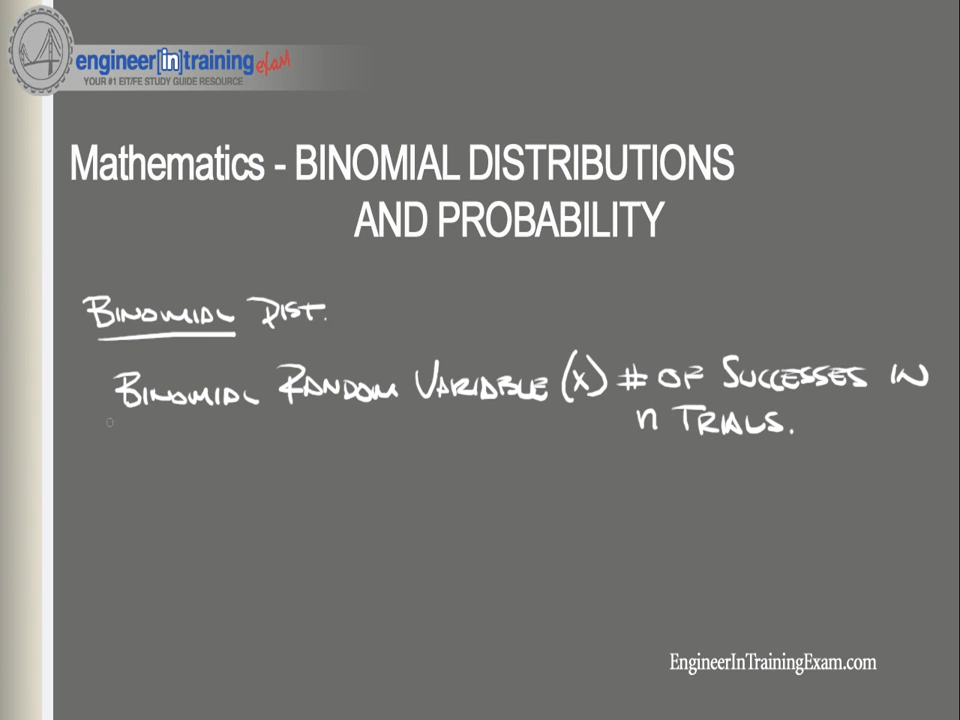 engineer[in]training exam
YOUR #1 EIT/FE STUDY GUIDE RESOURCE
Mathematics - BINOMIAL DISTRIBUTIONS
AND PROBABILITY
BINOMIAL DIST.
BINOMIAL RANDOM VARIABLE (X) # OF SUCCESSES IN
n TRIALS.
EngineerInTrainingExam.com